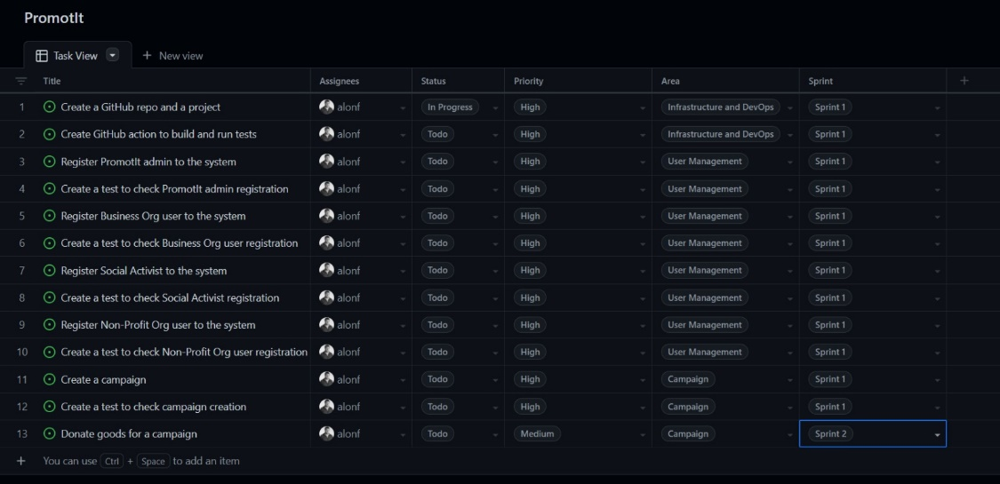 PromotIt
Task View + New view
Title Assignees Status Priority Area Sprint +
1 Create a GitHub repo and a project alonf In Progress High Infrastructure and DevOps Sprint 1
2 Create GitHub action to build and run tests alonf Todo High Infrastructure and DevOps Sprint 1
3 Register PromotIt admin to the system alonf Todo High User Management Sprint 1
4 Create a test to check PromotIt admin registration alonf Todo High User Management Sprint 1
5 Register Business Org user to the system alonf Todo High User Management Sprint 1
6 Create a test to check Business Org user registration alonf Todo High User Management Sprint 1
7 Register Social Activist to the system alonf Todo High User Management Sprint 1
8 Create a test to check Social Activist registration alonf Todo High User Management Sprint 1
9 Register Non-Profit Org user to the system alonf Todo High User Management Sprint 1
10 Create a test to check Non-Profit Org user registration alonf Todo High User Management Sprint 1
11 Create a campaign alonf Todo High Campaign Sprint 1
12 Create a test to check campaign creation alonf Todo High Campaign Sprint 1
13 Donate goods for a campaign alonf Todo Medium Campaign Sprint 2
+ You can use Ctrl + Space to add an item